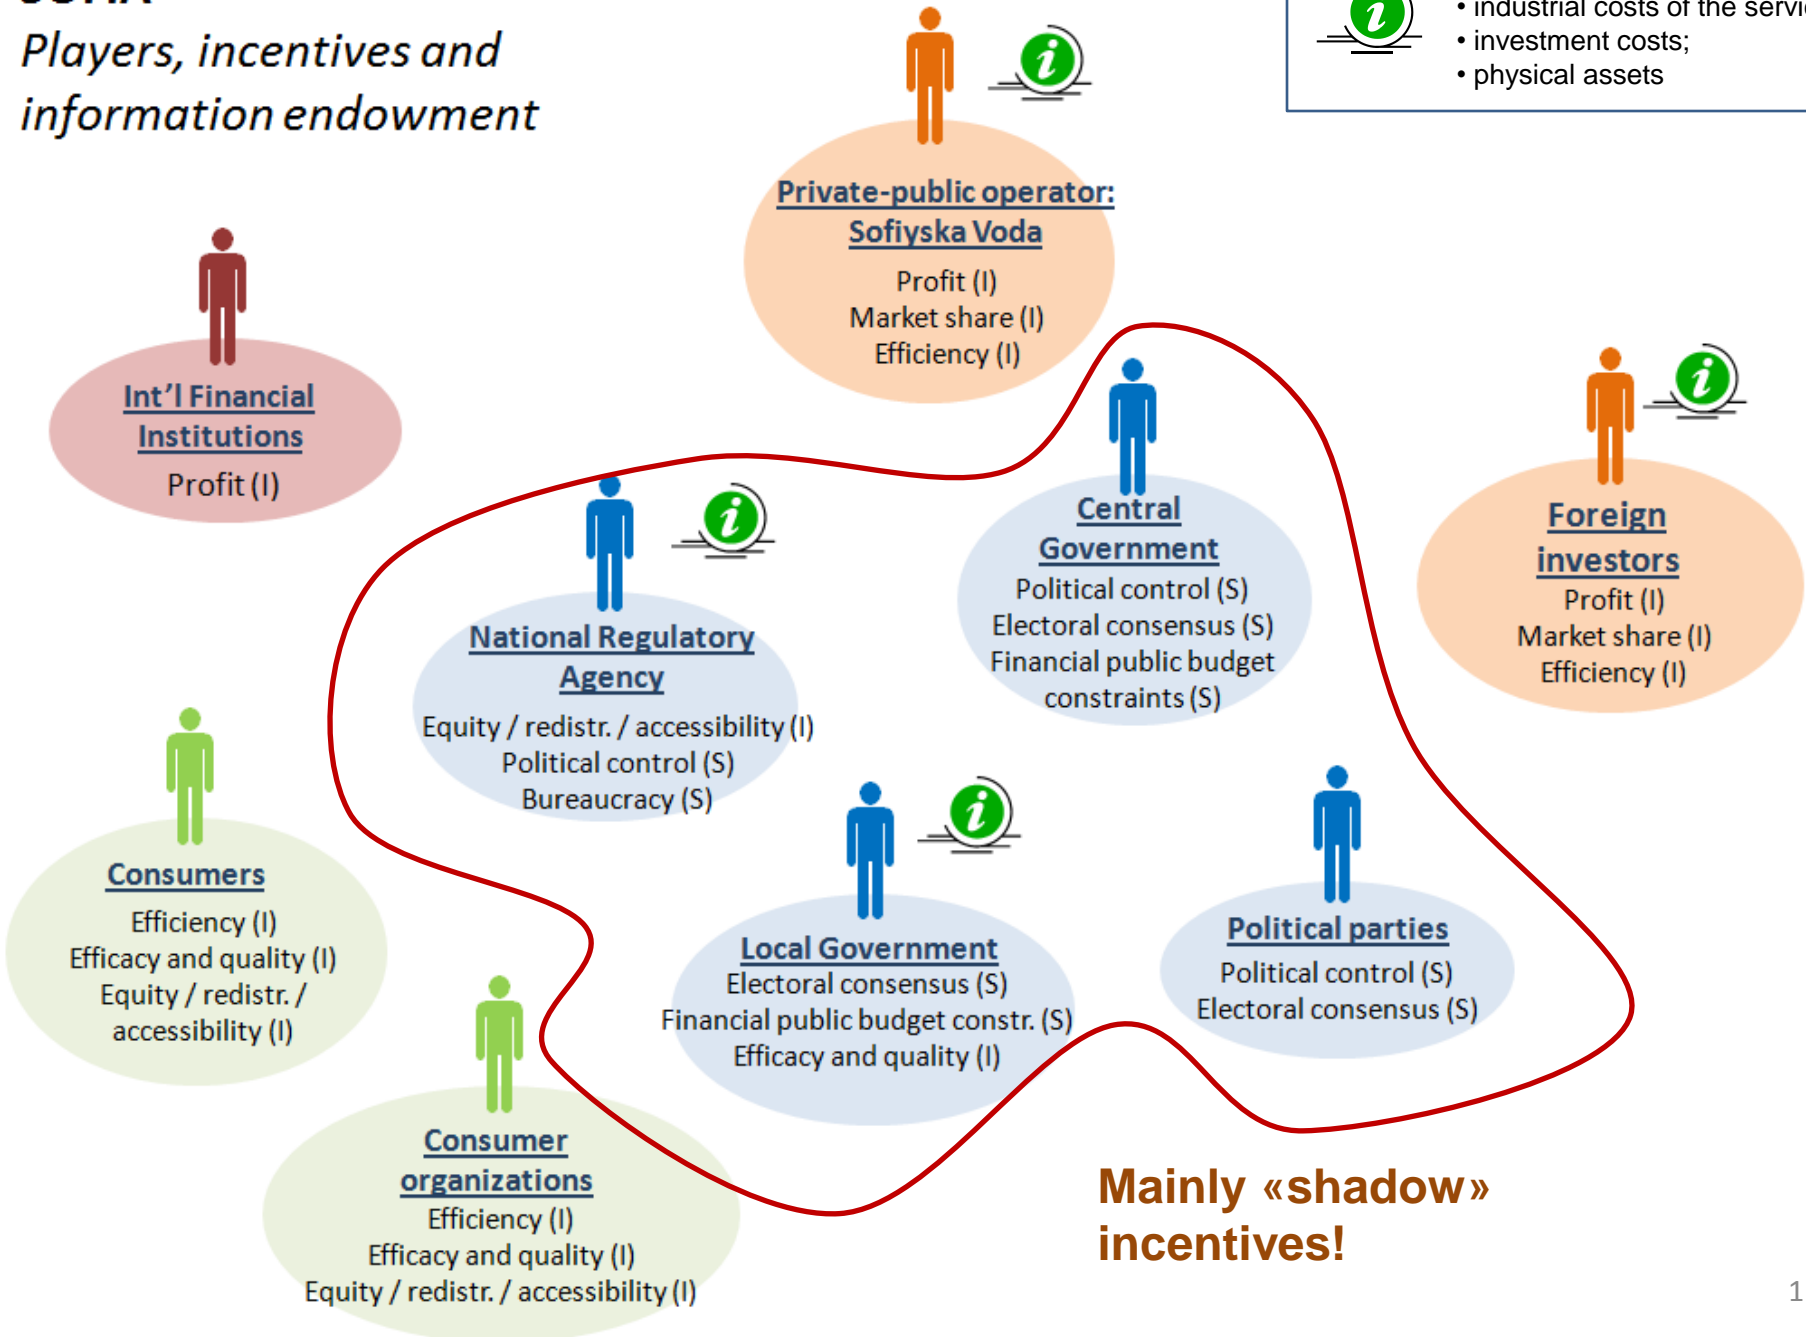 Players, incentives and
information endowment
• industrial costs of the
• investment costs;
• physical assets
Private-public operator:
Sofiyska Voda
Profit (I)
Market share (I)
Efficiency (I)
Int'l Financial
Institutions
Profit (I)
Central
Government
Political control (S)
Electoral consensus (S)
Financial public budget
constraints (S)
Foreign
investors
Profit (I)
Market share (I)
Efficiency (I)
National Regulatory
Agency
Equity / redistr. / accessibility (I)
Political control (S)
Bureaucracy (S)
Consumers
Efficiency (I)
Efficacy and quality (I)
Equity / redistr. /
accessibility (I)
Local Government
Electoral consensus (S)
Financial public budget constr. (S)
Efficacy and quality (I)
Political parties
Political control (S)
Electoral consensus (S)
Consumer
organizations
Efficiency (I)
Efficacy and quality (I)
Equity / redistr. / accessibility (I)
Mainly «shadow»
incentives!
1